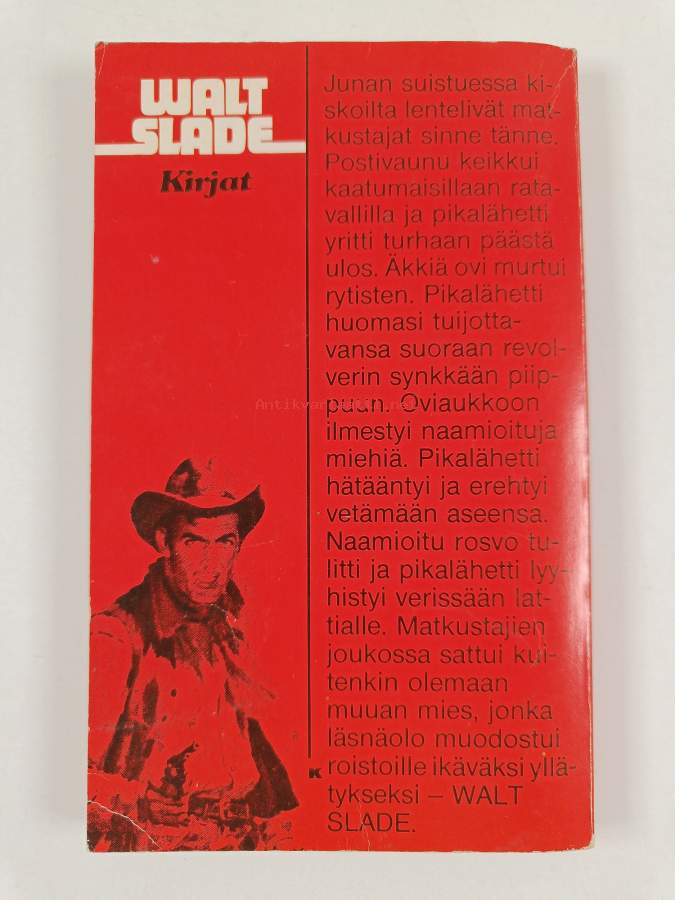 WALT
SLADE
Kirjat
Junan suistuessa ki-
skoilta lentelivät mat-
kustajat sinne tänne.
Postivaunu keikkui
kaatumaisillaan rata-
vallilla ja pikalähetti
yritti turhaan päästä
ulos. Äkkiä ovi murtui
rytisten. Pikalähetti
huomasi tuijotta-
vansa suoraan revol-
verin synkkään piip-
puun. Oviaukkoon
ilmestyi naamioituja
miehiä. Pikalähetti
hätääntyi ja erehtyi
vetämään aseensa.
Naamioitu rosvo tu-
litti ja pikalähetti lyy-
histyi verissään lat-
tialle. Matkustajien
joukossa sattui kui-
tenkin olemaan
muuan mies, jonka
läsnäolo muodostui
roistoille ikäväksi yllä-
tykseksi – WALT
SLADE.
K